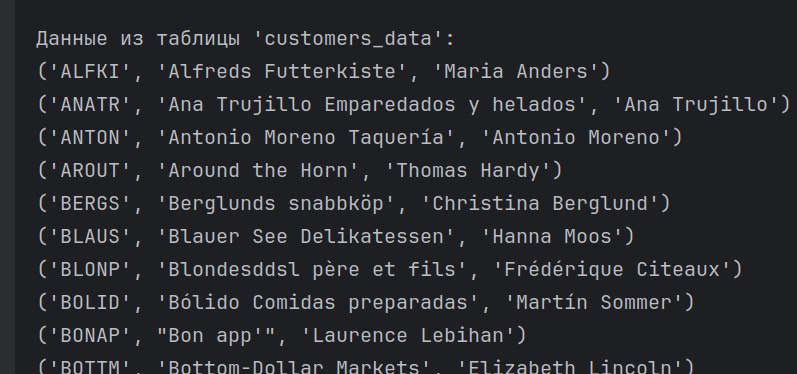 Данные из таблицы 'customers_data':
('ALFKI', 'Alfreds Futterkiste', 'Maria Anders')
('ANATR', 'Ana Trujillo Emparedados y helados', 'Ana Trujillo')
('ANTON', 'Antonio Moreno Taquería', 'Antonio Moreno')
('AROUT', 'Around the Horn', 'Thomas Hardy')
('BERGS', 'Berglunds snabbköp', 'Christina Berglund')
('BLAUS', 'Blauer See Delikatessen', 'Hanna Moos')
('BLONP', 'Blondesddsl père et fils', 'Frédérique Citeaux')
('BOLID', 'Bólido Comidas preparadas', 'Martín Sommer')
('BONAP', "Bon app'", 'Laurence Lebihan')
('BOTTM', 'Bottom-Dollar Markets', 'Elizabeth Lincoln')